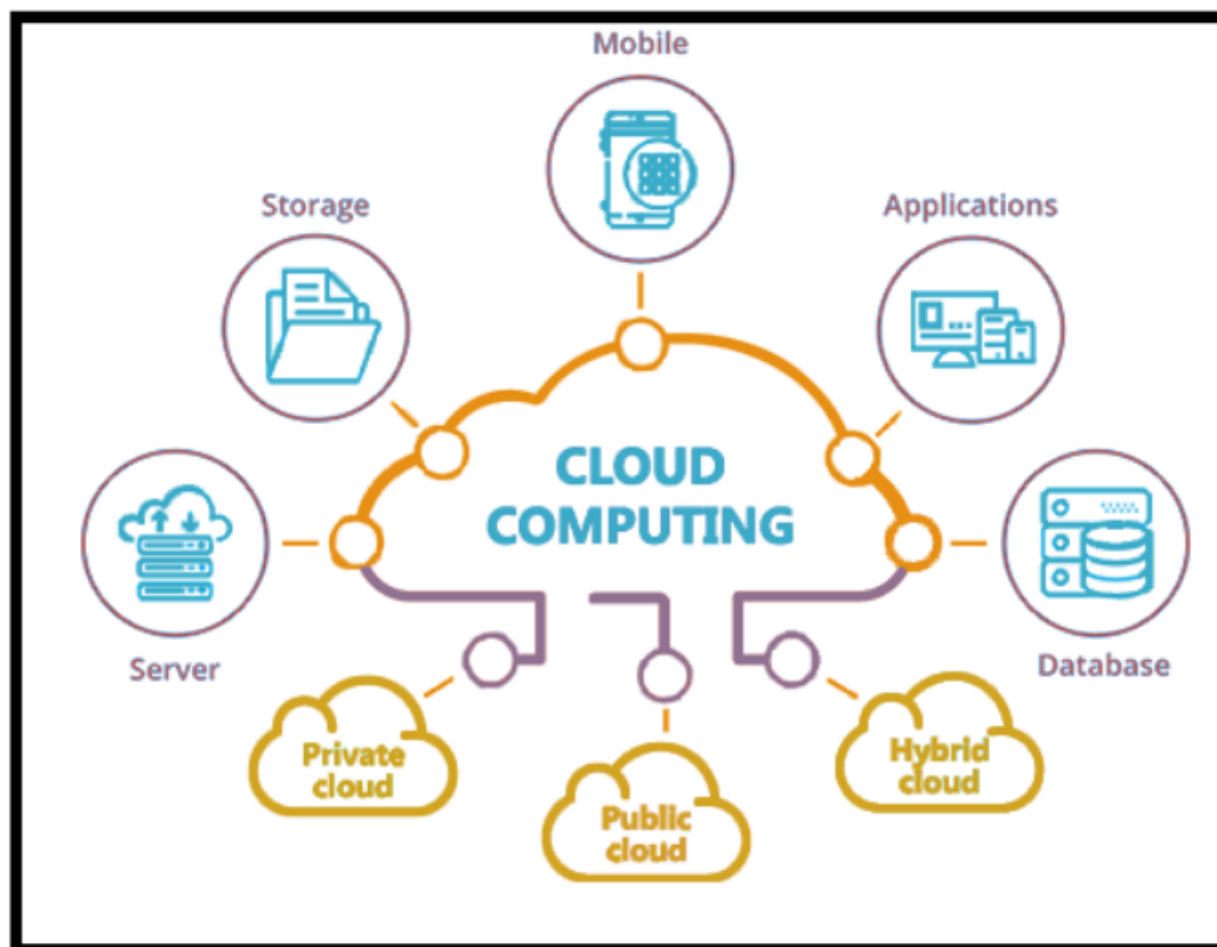 Mobile
Storage
Applications
CLOUD
COMPUTING
Server
Database
Private
cloud
Public
cloud
Hybrid
cloud